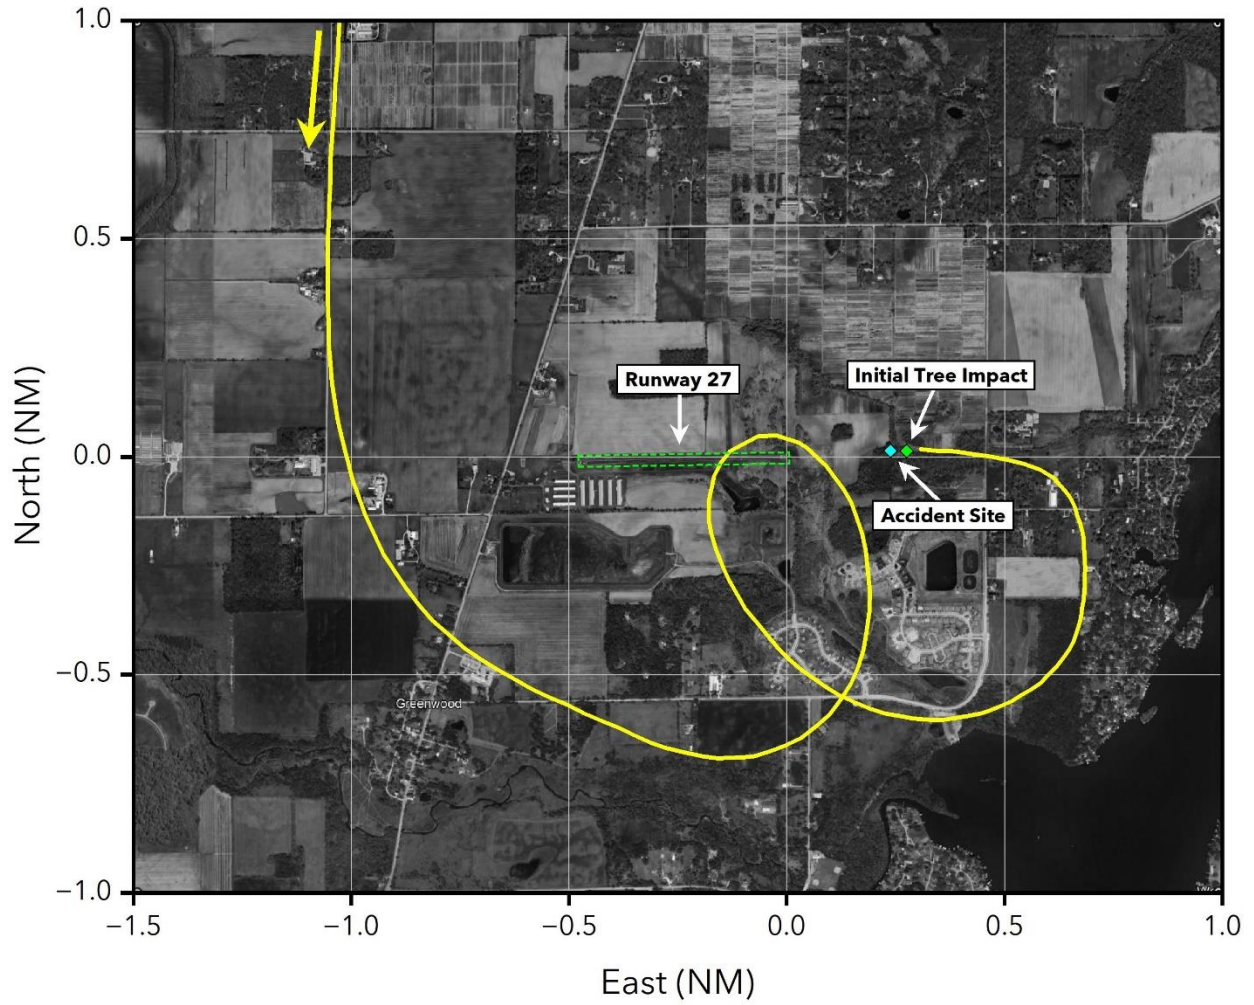 1.0
0.5
0.0
−0.5
−1.0
North (NM)
Runway 27
Initial Tree Impact
Accident Site
Greenwood
−1.5
−1.0
−0.5
0.0
0.5
1.0
East (NM)